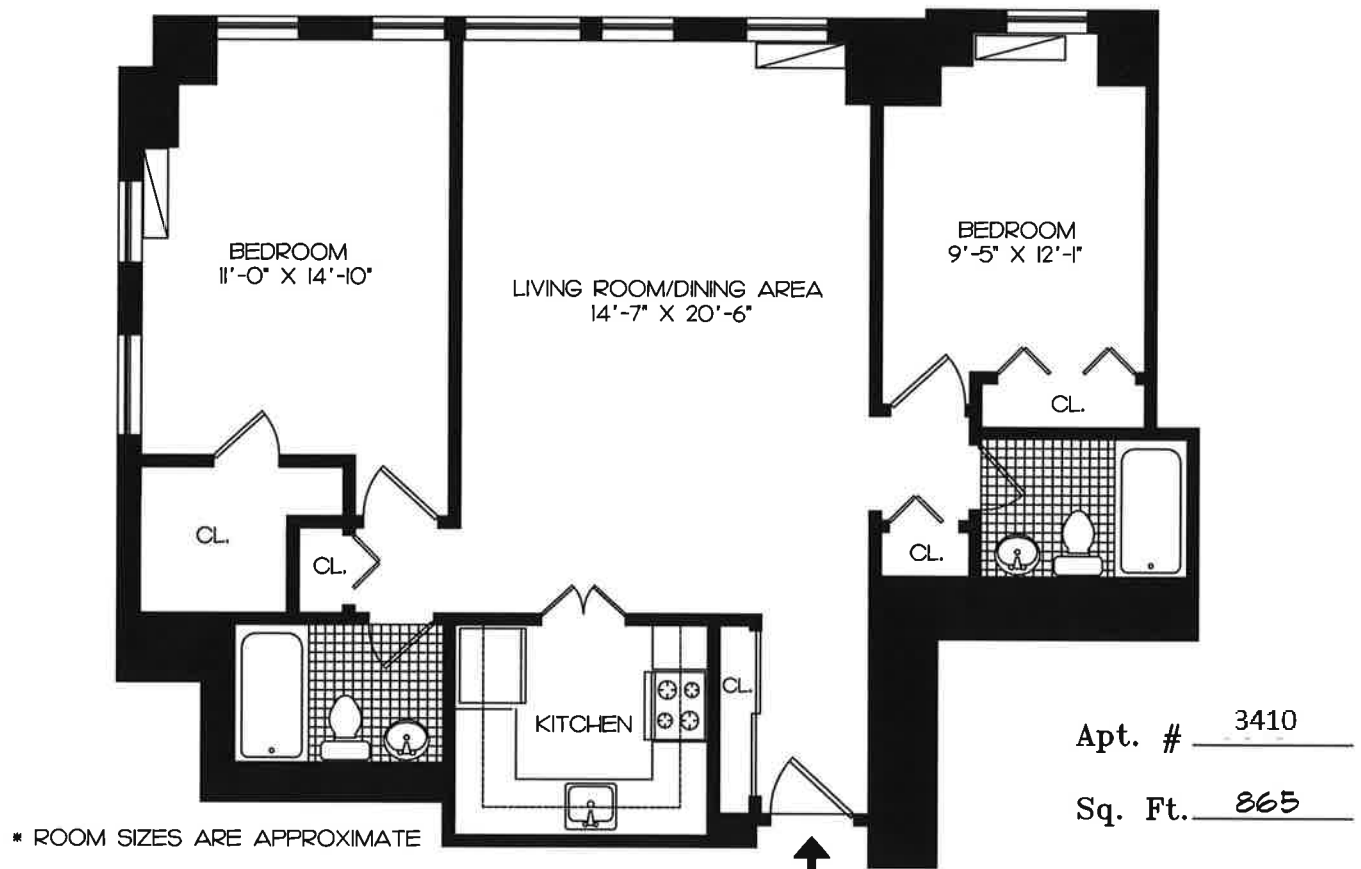 BEDROOM
11'-0" X 14'-10"
LIVING ROOM/DINING AREA
14'-7" X 20'-6"
BEDROOM
9'-5" X 12'-1"
CL.
CL.
CL.
CL.
CL.
KITCHEN
Apt. # 3410
Sq. Ft. 865
* ROOM SIZES ARE APPROXIMATE